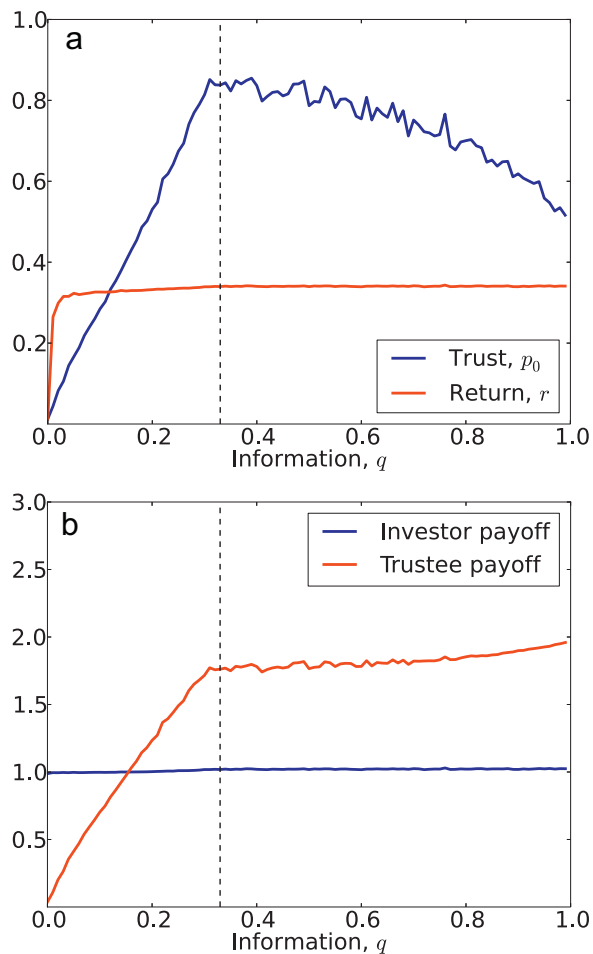 a
1.0
0.8
0.6
0.4
0.2
Trust, p0
Return, r
0.0 0.2 0.4 0.6 0.8 1.0
Information, q
b
3.0
2.5
2.0
1.5
1.0
0.5
Investor payoff
Trustee payoff
0.0 0.2 0.4 0.6 0.8 1.0
Information, q